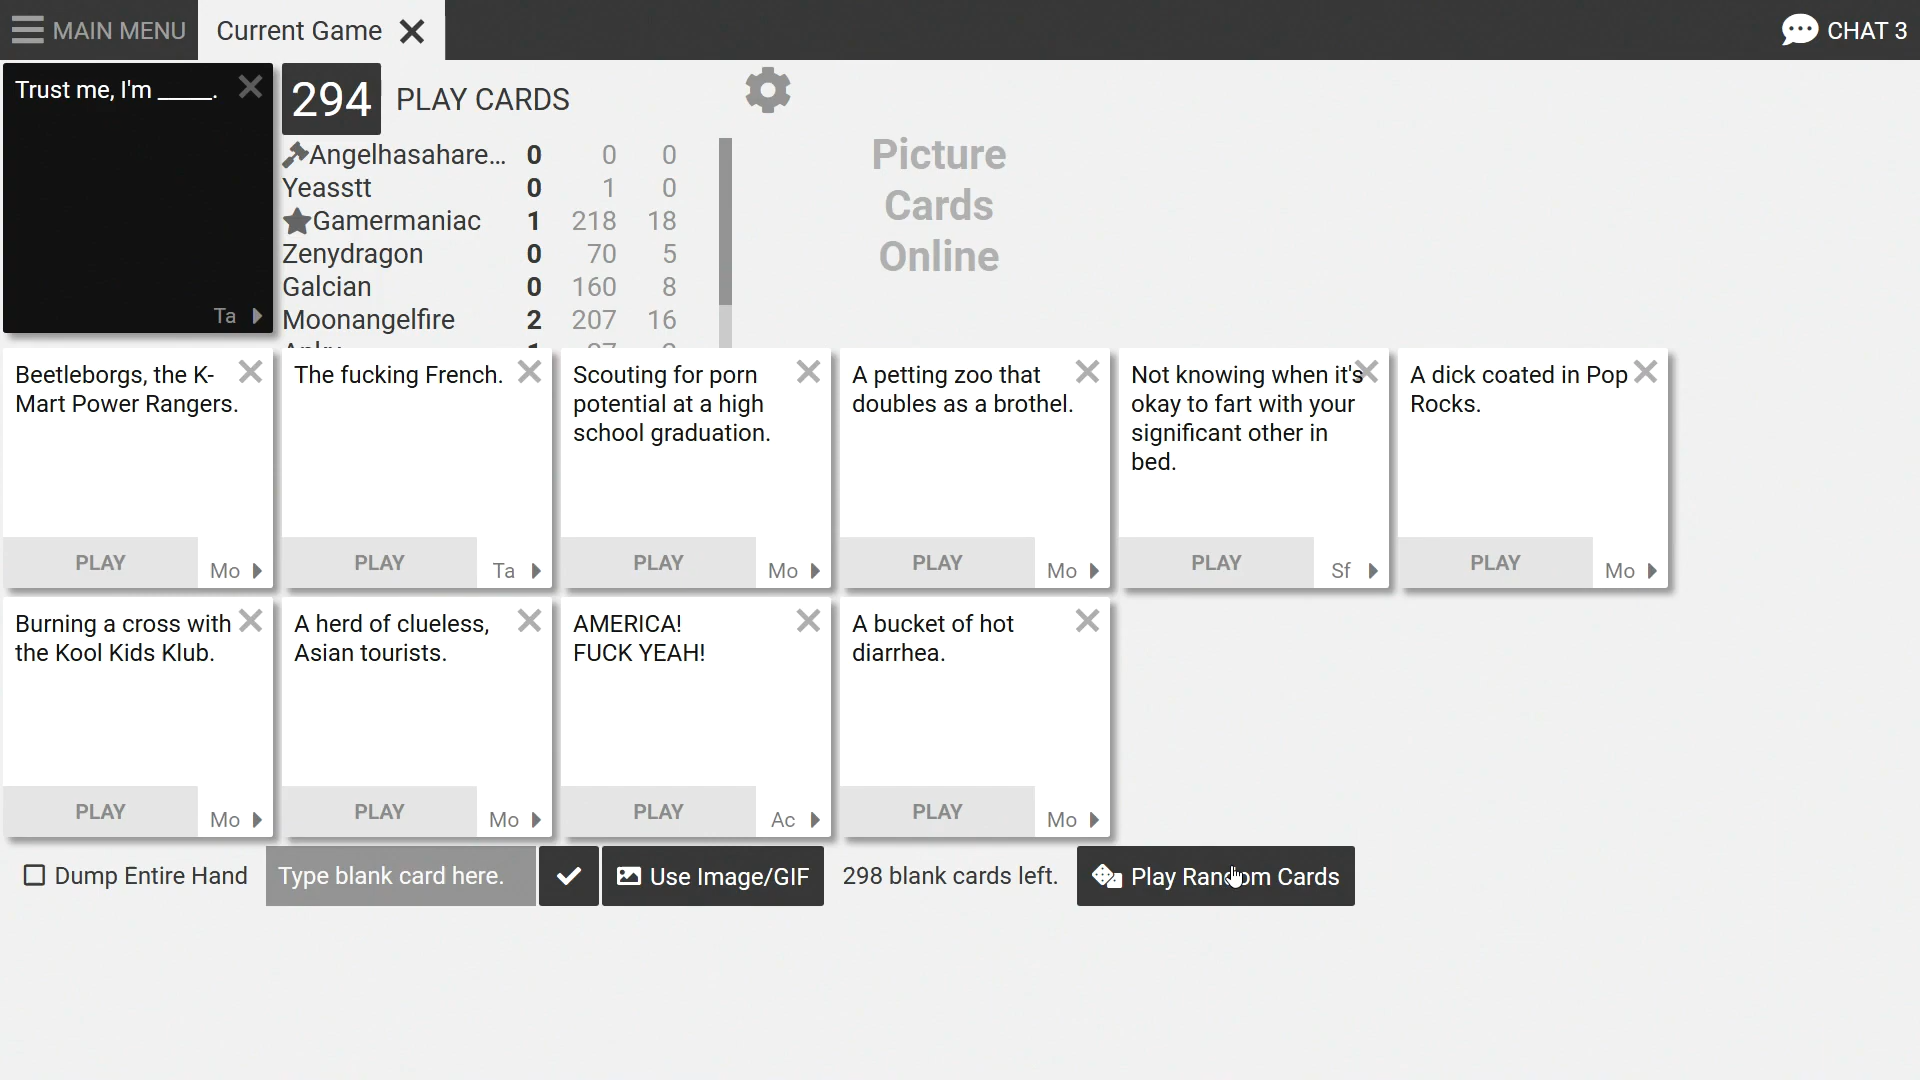 MAIN MENU
Current Game
CHAT 3
Trust me, I'm _____.
Ta
294 PLAY CARDS
Angelhasahare... 0 0 0
Yeasstt 0 1 0
Gamermaniac 1 218 18
Zenydragon 0 70 5
Galcian 0 160 8
Moonangelfire 2 207 16
Picture
Cards
Online
Beetleborgs, the K-
Mart Power Rangers.
PLAY
Mo
The fucking French.
PLAY
Ta
Scouting for porn
potential at a high
school graduation.
PLAY
Mo
A petting zoo that
doubles as a brothel.
PLAY
Mo
Not knowing when it's
okay to fart with your
significant other in
bed.
PLAY
Sf
A dick coated in Pop
Rocks.
PLAY
Mo
Burning a cross with
the Kool Kids Klub.
PLAY
Mo
A herd of clueless,
Asian tourists.
PLAY
Mo
AMERICA!
FUCK YEAH!
PLAY
Ac
A bucket of hot
diarrhea.
PLAY
Mo
Dump Entire Hand
Type blank card here.
Use Image/GIF
298 blank cards left.
Play Random Cards